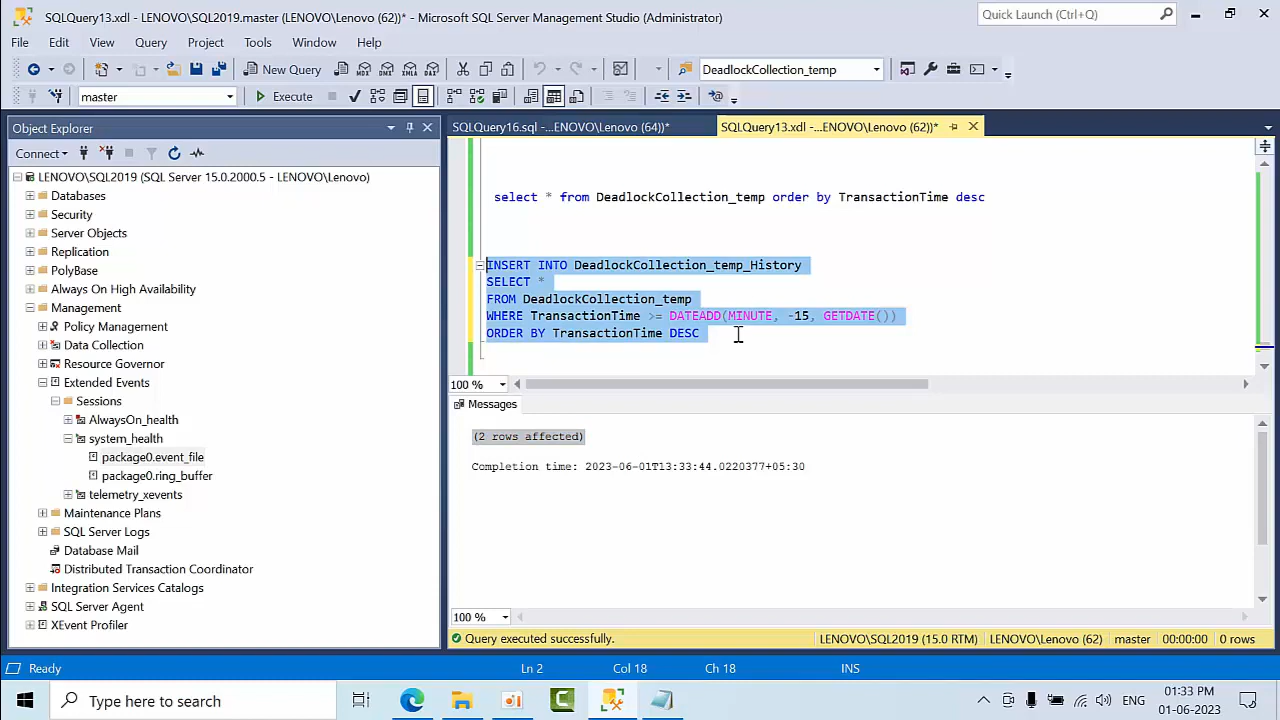 SQLQuery13.xdl - LENOVO\SQL2019.master (LENOVO\Lenovo (62))* - Microsoft SQL Server Management Studio (Administrator)
Quick Launch (Ctrl+Q)
File Edit View Query Project Tools Window Help
New Query
MDX DMX XMLA DAX
DeadlockCollection_temp
master
Execute
Object Explorer
SQLQuery16.sql -...ENOVO\Lenovo (64))*
SQLQuery13.xdl -...ENOVO\Lenovo (62))*
Connect
LENOVO\SQL2019 (SQL Server 15.0.2000.5 - LENOVO\Lenovo)
Databases
Security
Server Objects
Replication
PolyBase
Always On High Availability
Management
Policy Management
Data Collection
Resource Governor
Extended Events
Sessions
AlwaysOn_health
system_health
package0.event_file
package0.ring_buffer
telemetry_xevents
Maintenance Plans
SQL Server Logs
Database Mail
Distributed Transaction Coordinator
Integration Services Catalogs
SQL Server Agent
XEvent Profiler
select * from DeadlockCollection_temp order by TransactionTime desc
INSERT INTO DeadlockCollection_temp_History
SELECT *
FROM DeadlockCollection_temp
WHERE TransactionTime >= DATEADD(MINUTE, -15, GETDATE())
ORDER BY TransactionTime DESC
100 %
Messages
(2 rows affected)
Completion time: 2023-06-01T13:33:44.0220377+05:30
100 %
Query executed successfully.
LENOVO\SQL2019 (15.0 RTM) LENOVO\Lenovo (62) master 00:00:00 0 rows
Ready Ln 2 Col 18 Ch 18 INS
Type here to search
ENG
01:33 PM
01-06-2023